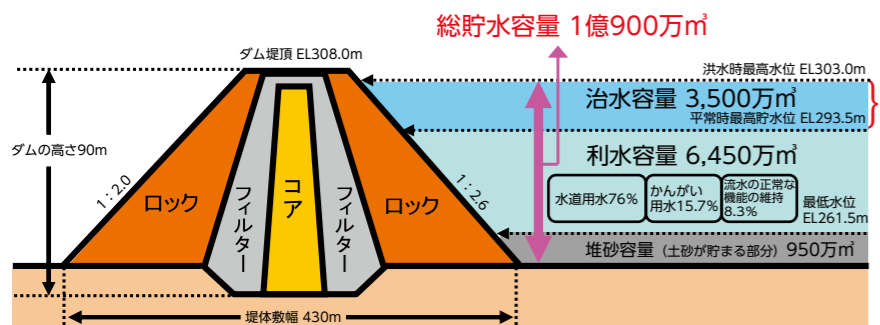 総貯水容量 1億900万㎥
ダム堤頂 EL308.0m
洪水時最高水位 EL303.0m
治水容量 3,500万㎥
平常時最高貯水位 EL293.5m
ダムの高さ90m
利水容量 6,450万㎥
1：2.0
ロック
フィルター
コア
フィルター
ロック
1：2.6
水道用水76%
かんがい
用水15.7%
流水の正常な
機能の維持
8.3%
最低水位
EL261.5m
堆砂容量（土砂が貯まる部分）950万㎥
堤体敷幅 430m